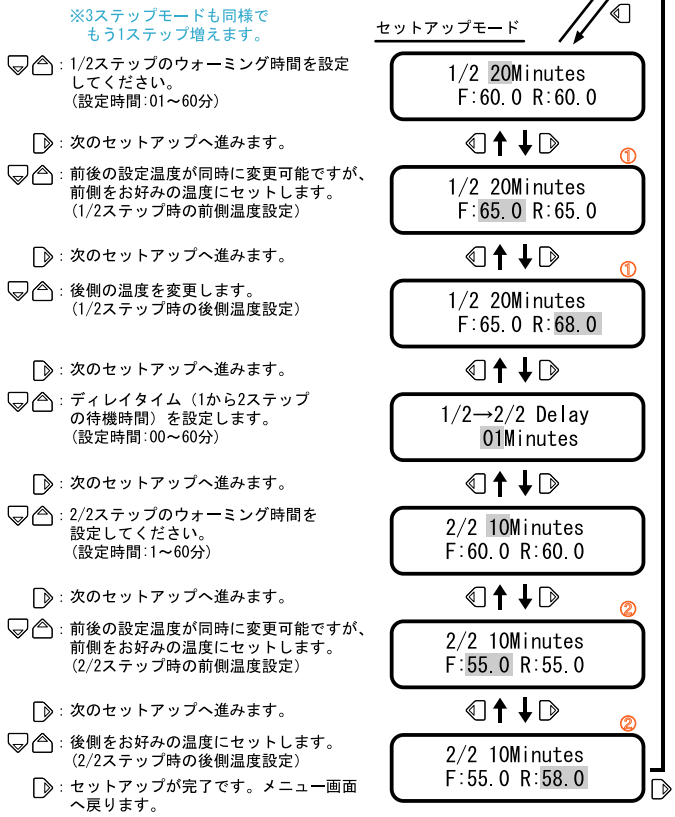 ※3ステップモードも同様で
もう1ステップ増えます。
セットアップモード
：1/2ステップのウォーミング時間を設定
してください。
(設定時間:01〜60分)
1/2 20Minutes
F:60.0 R:60.0
：次のセットアップへ進みます。
①
：前後の設定温度が同時に変更可能ですが、
前側をお好みの温度にセットします。
(1/2ステップ時の前側温度設定)
1/2 20Minutes
F:65.0 R:65.0
：次のセットアップへ進みます。
①
：後側の温度を変更します。
(1/2ステップ時の後側温度設定)
1/2 20Minutes
F:65.0 R:68.0
：次のセットアップへ進みます。
：ディレイタイム（1から2ステップ
の待機時間）を設定します。
(設定時間:00〜60分)
1/2→2/2 Delay
01Minutes
：次のセットアップへ進みます。
：2/2ステップのウォーミング時間を
設定してください。
(設定時間:1〜60分)
2/2 10Minutes
F:60.0 R:60.0
：次のセットアップへ進みます。
②
：前後の設定温度が同時に変更可能ですが、
前側をお好みの温度にセットします。
(2/2ステップ時の前側温度設定)
2/2 10Minutes
F:55.0 R:55.0
：次のセットアップへ進みます。
②
：後側をお好みの温度にセットします。
(2/2ステップ時の後側温度設定)
2/2 10Minutes
F:55.0 R:58.0
：セットアップが完了です。メニュー画面
へ戻ります。